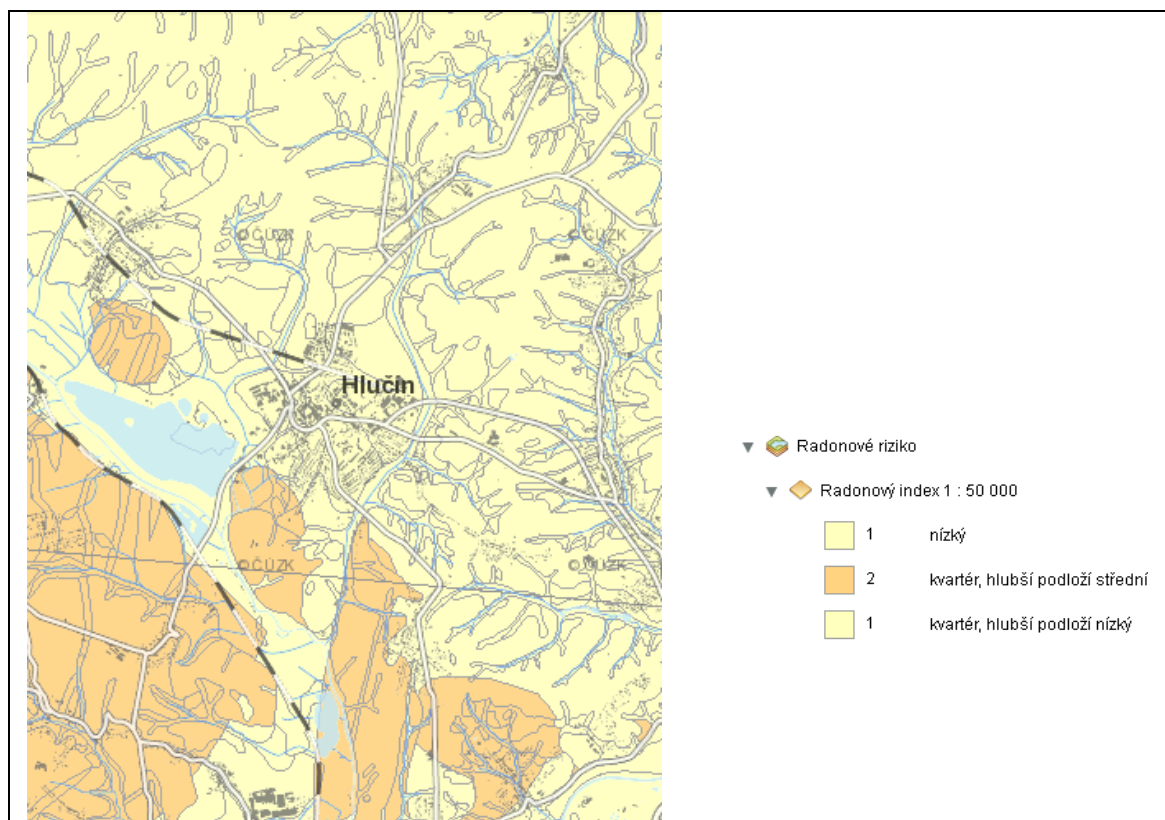 © ČÚZK
© ČÚZK
Hlučín
© ČÚZK
© ČÚZK
Radonové riziko
Radonový index 1 : 50 000
1 nízký
2 kvartér, hlubší podloží střední
1 kvartér, hlubší podloží nízký